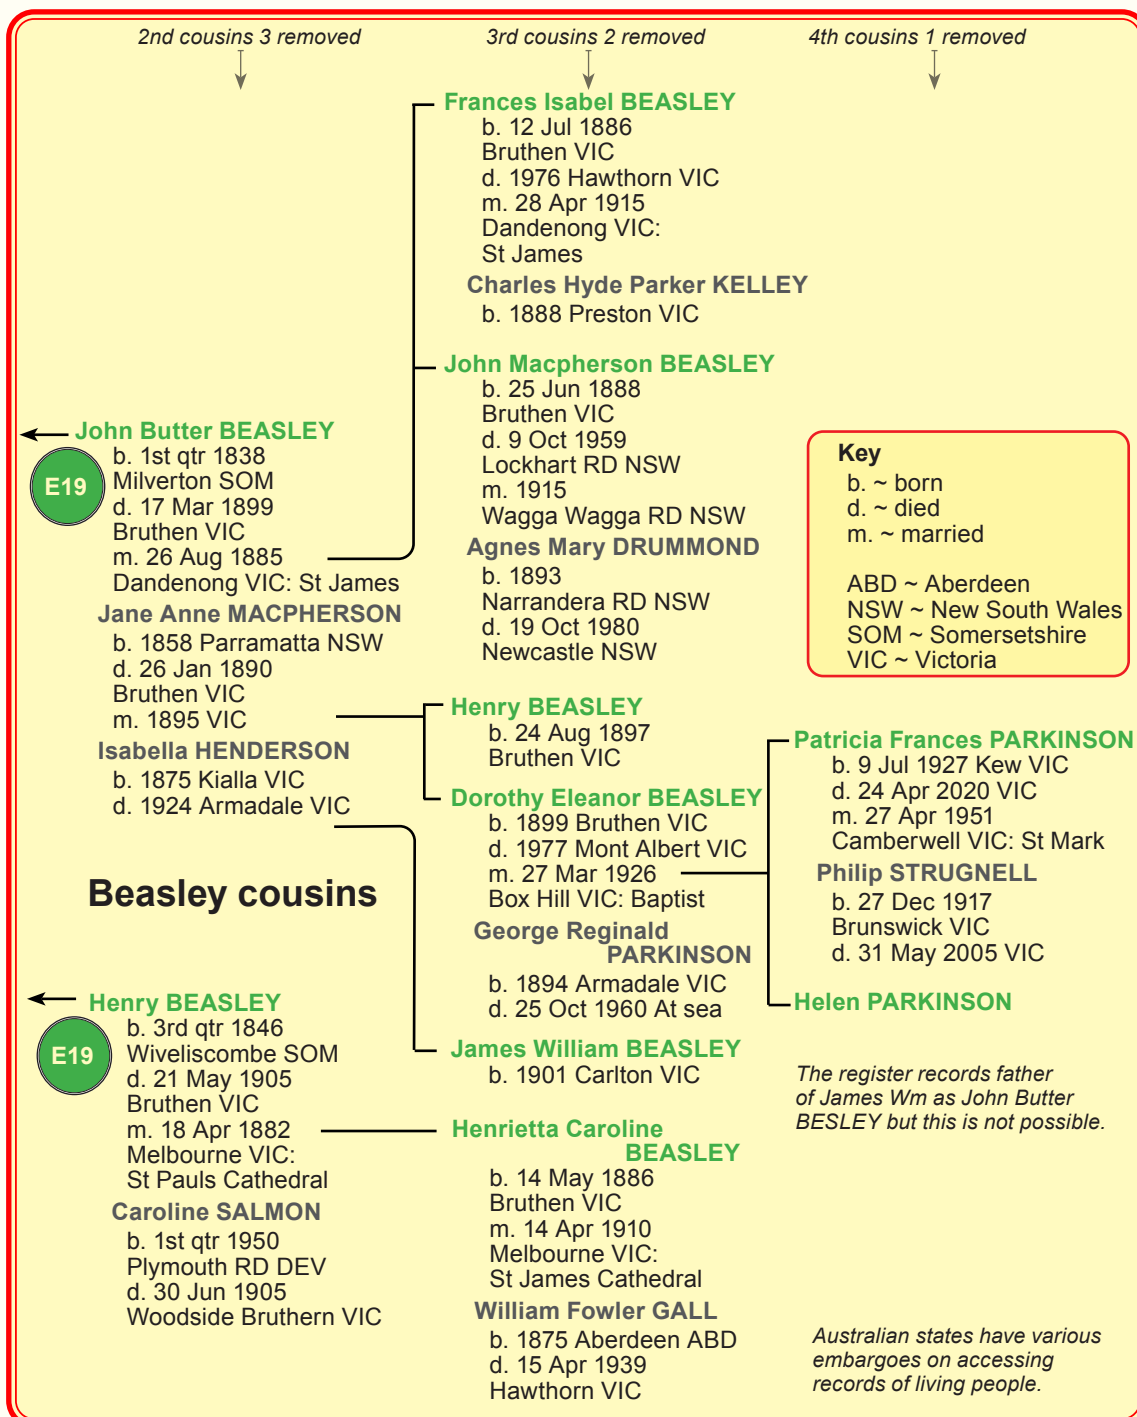 2nd cousins 3 removed
3rd cousins 2 removed
4th cousins 1 removed
John Butter BEASLEY
E19
b. 1st qtr 1838
Milverton SOM
d. 17 Mar 1899
Bruthen VIC
m. 26 Aug 1885
Dandenong VIC: St James
Jane Anne MACPHERSON
b. 1858 Parramatta NSW
d. 26 Jan 1890
Bruthen VIC
m. 1895 VIC
Isabella HENDERSON
b. 1875 Kialla VIC
d. 1924 Armadale VIC
Beasley cousins
Henry BEASLEY
E19
b. 3rd qtr 1846
Wiveliscombe SOM
d. 21 May 1905
Bruthen VIC
m. 18 Apr 1882
Melbourne VIC:
St Pauls Cathedral
Caroline SALMON
b. 1st qtr 1950
Plymouth RD DEV
d. 30 Jun 1905
Woodside Bruthern VIC
Frances Isabel BEASLEY
b. 12 Jul 1886
Bruthen VIC
d. 1976 Hawthorn VIC
m. 28 Apr 1915
Dandenong VIC:
St James
Charles Hyde Parker KELLEY
b. 1888 Preston VIC
John Macpherson BEASLEY
b. 25 Jun 1888
Bruthen VIC
d. 9 Oct 1959
Lockhart RD NSW
m. 1915
Wagga Wagga RD NSW
Agnes Mary DRUMMOND
b. 1893
Narrandera RD NSW
d. 19 Oct 1980
Newcastle NSW
Henry BEASLEY
b. 24 Aug 1897
Bruthen VIC
Dorothy Eleanor BEASLEY
b. 1899 Bruthen VIC
d. 1977 Mont Albert VIC
m. 27 Mar 1926
Box Hill VIC: Baptist
George Reginald
PARKINSON
b. 1894 Armadale VIC
d. 25 Oct 1960 At sea
James William BEASLEY
b. 1901 Carlton VIC
Henrietta Caroline
BEASLEY
b. 14 May 1886
Bruthen VIC
m. 14 Apr 1910
Melbourne VIC:
St James Cathedral
William Fowler GALL
b. 1875 Aberdeen ABD
d. 15 Apr 1939
Hawthorn VIC
Key
b. ~ born
d. ~ died
m. ~ married
ABD ~ Aberdeen
NSW ~ New South Wales
SOM ~ Somersetshire
VIC ~ Victoria
Patricia Frances PARKINSON
b. 9 Jul 1927 Kew VIC
d. 24 Apr 2020 VIC
m. 27 Apr 1951
Camberwell VIC: St Mark
Philip STRUGNELL
b. 27 Dec 1917
Brunswick VIC
d. 31 May 2005 VIC
Helen PARKINSON
The register records father
of James Wm as John Butter
BESLEY but this is not possible.
Australian states have various
embargoes on accessing
records of living people.